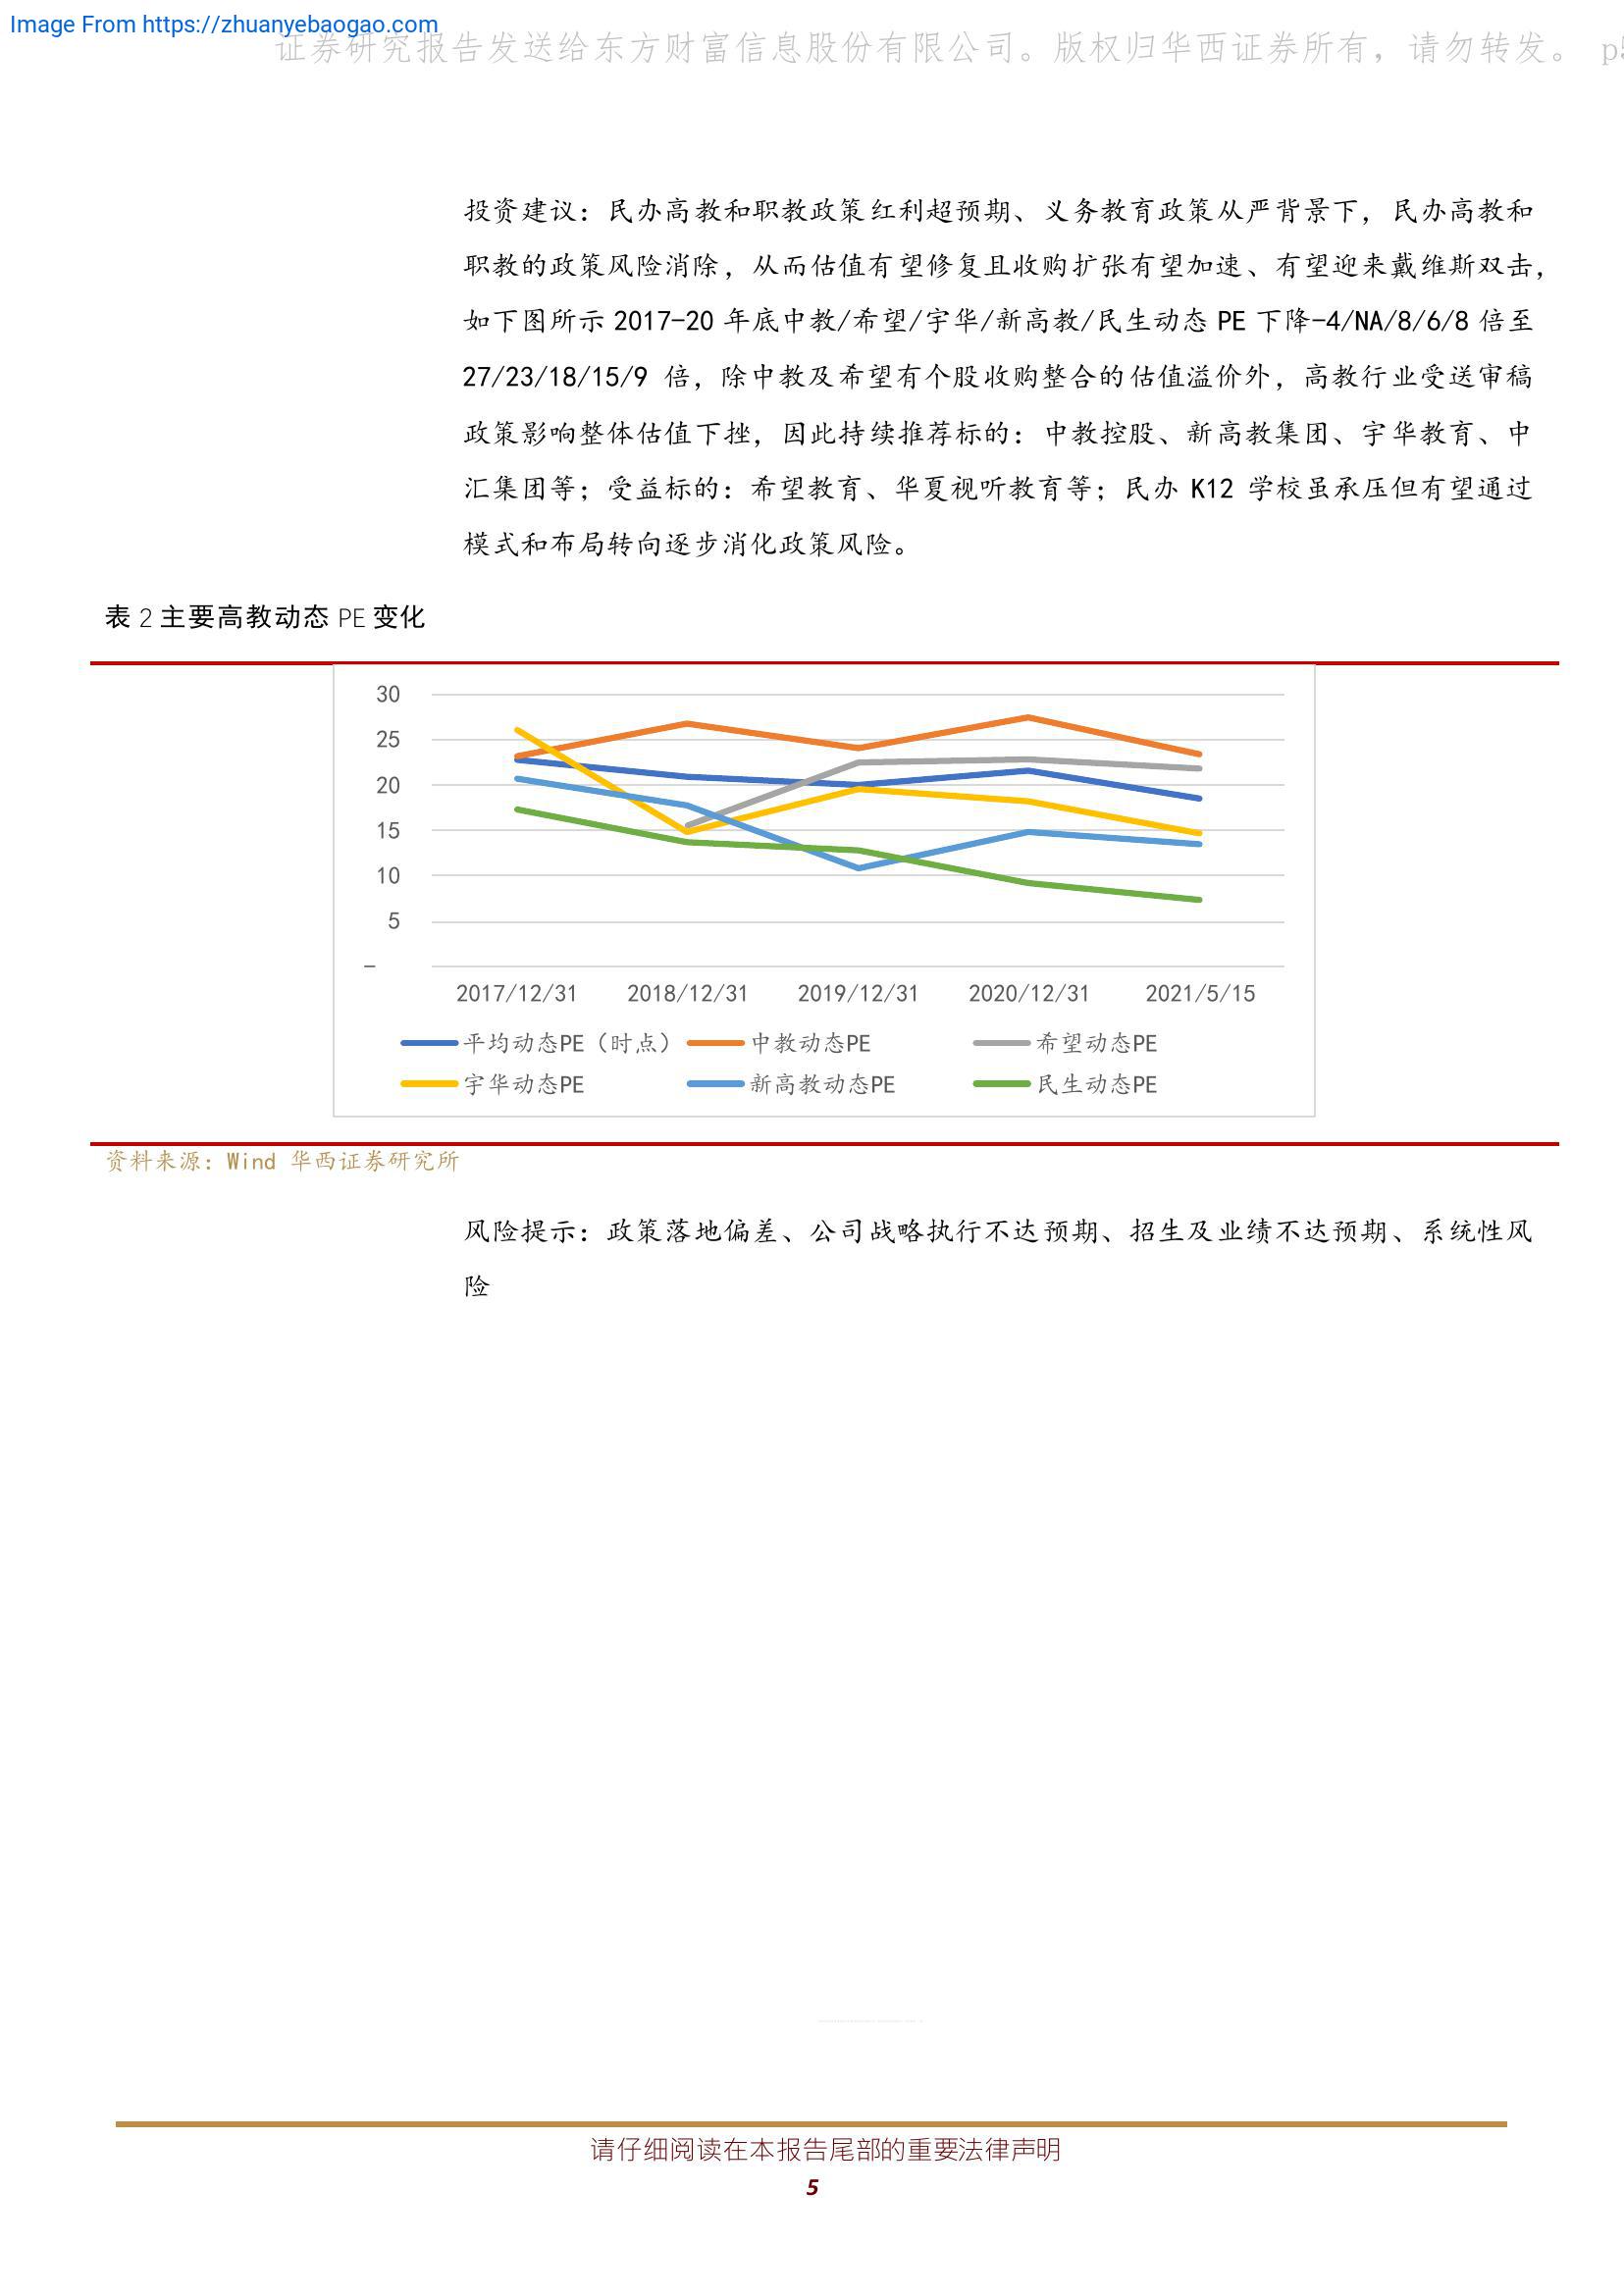 Image From https://zhuanyebaogao.com
证券研究报告发送给东方财富信息股份有限公司。版权归华西证券所有，请勿转发。 p5
投资建议：民办高教和职教政策红利超预期、义务教育政策从严背景下，民办高教和
职教的政策风险消除，从而估值有望修复且收购扩张有望加速、有望迎来戴维斯双击，
如下图所示 2017-20 年底中教/希望/宇华/新高教/民生动态 PE 下降-4/NA/8/6/8 倍至
27/23/18/15/9 倍，除中教及希望有个股收购整合的估值溢价外，高教行业受送审稿
政策影响整体估值下挫，因此持续推荐标的：中教控股、新高教集团、宇华教育、中
汇集团等；受益标的：希望教育、华夏视听教育等；民办 K12 学校虽承压但有望通过
模式和布局转向逐步消化政策风险。
表 2 主要高教动态 PE 变化
30
25
20
15
10
5
–
2017/12/31 2018/12/31 2019/12/31 2020/12/31 2021/5/15
平均动态PE（时点） 中教动态PE 希望动态PE
宇华动态PE 新高教动态PE 民生动态PE
资料来源：Wind 华西证券研究所
风险提示：政策落地偏差、公司战略执行不达预期、招生及业绩不达预期、系统性风
险
请仔细阅读在本报告尾部的重要法律声明
5